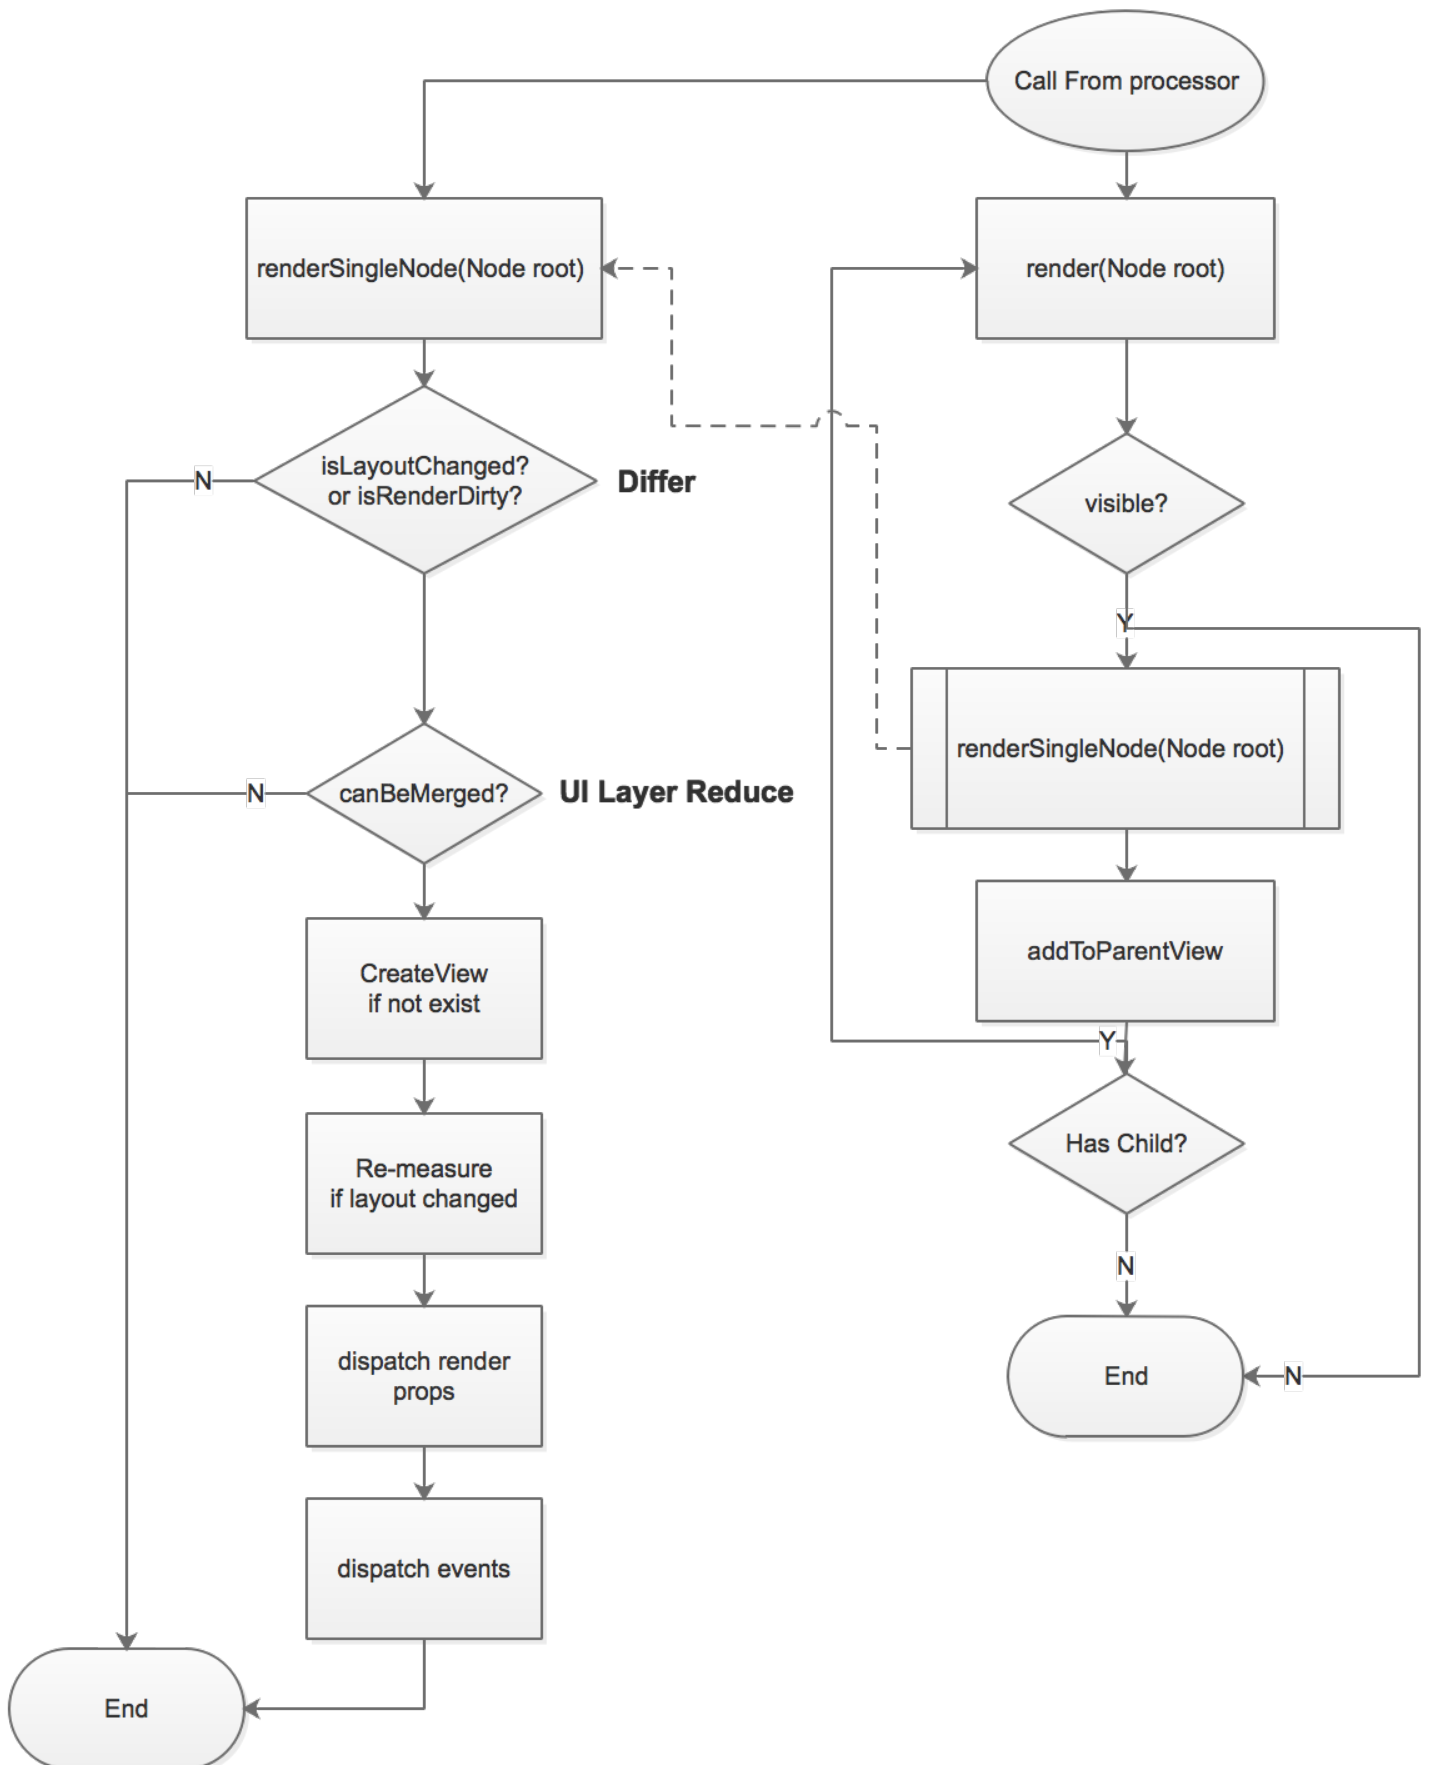 Call From processor
renderSingleNode(Node root)
render(Node root)
isLayoutChanged?
or isRenderDirty?
Differ
N
visible?
Y
renderSingleNode(Node root)
canBeMerged?
UI Layer Reduce
N
CreateView
if not exist
addToParentView
Y
Re-measure
if layout changed
Has Child?
N
dispatch render
props
End
N
dispatch events
End